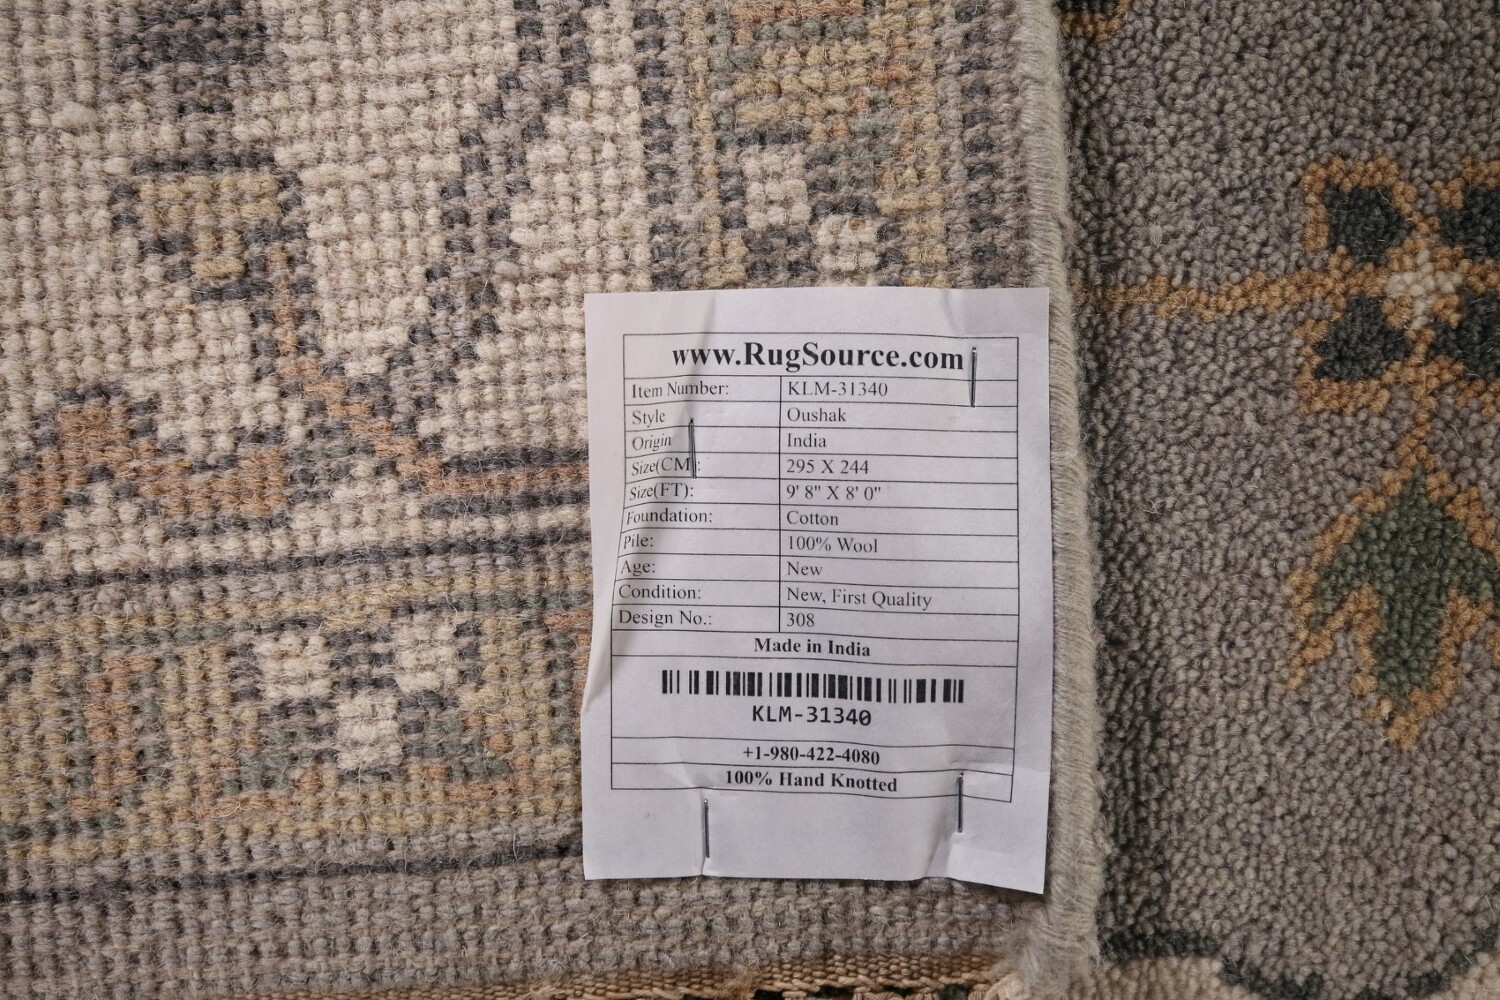 www.RugSource.com
Item Number: KLM-31340
Style Oushak
Origin India
Size(CM): 295 X 244
Size(FT): 9' 8" X 8' 0"
Foundation: Cotton
Pile: 100% Wool
Age: New
Condition: New, First Quality
Design No.: 308
Made in India
KLM-31340
+1-980-422-4080
100% Hand Knotted